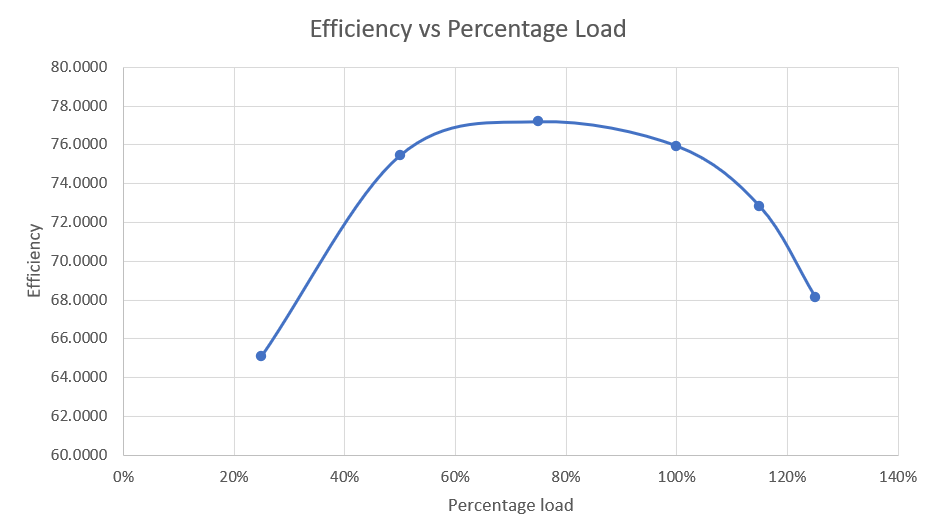 Efficiency vs Percentage Load
80.0000
78.0000
76.0000
74.0000
72.0000
70.0000
68.0000
66.0000
64.0000
62.0000
60.0000
Efficiency
0% 20% 40% 60% 80% 100% 120% 140%
Percentage load